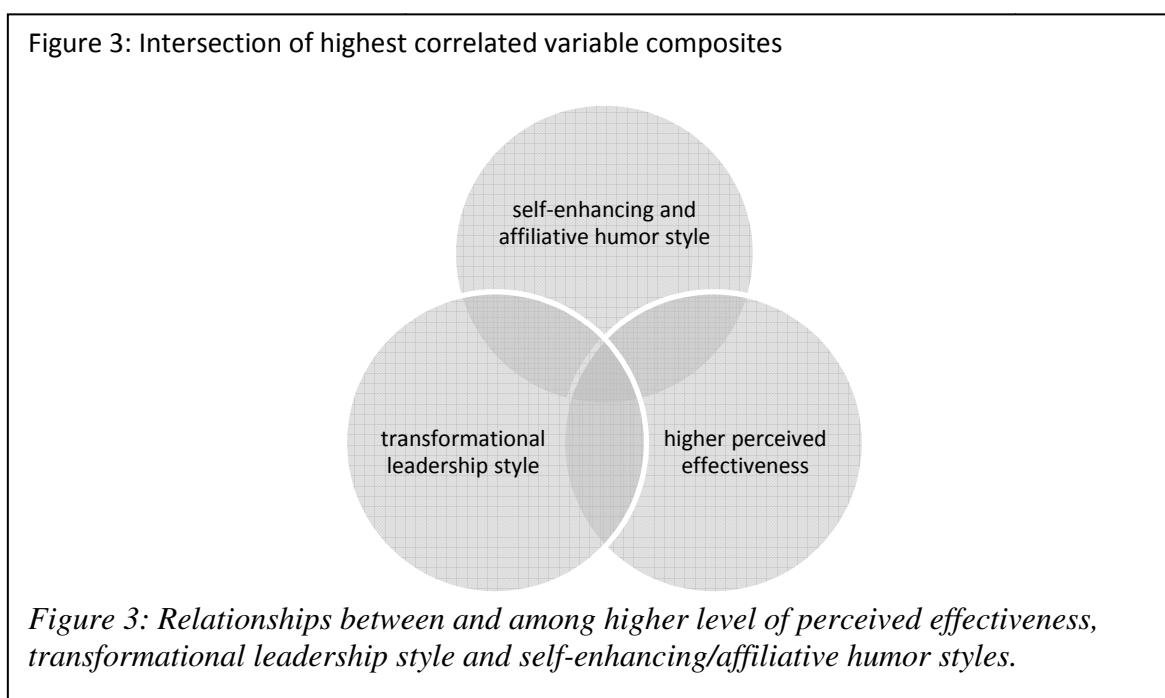 Figure 3: Intersection of highest correlated variable composites
self-enhancing and
affiliative humor style
transformational
leadership style
higher perceived
effectiveness
Figure 3: Relationships between and among higher level of perceived effectiveness,
transformational leadership style and self-enhancing/affiliative humor styles.